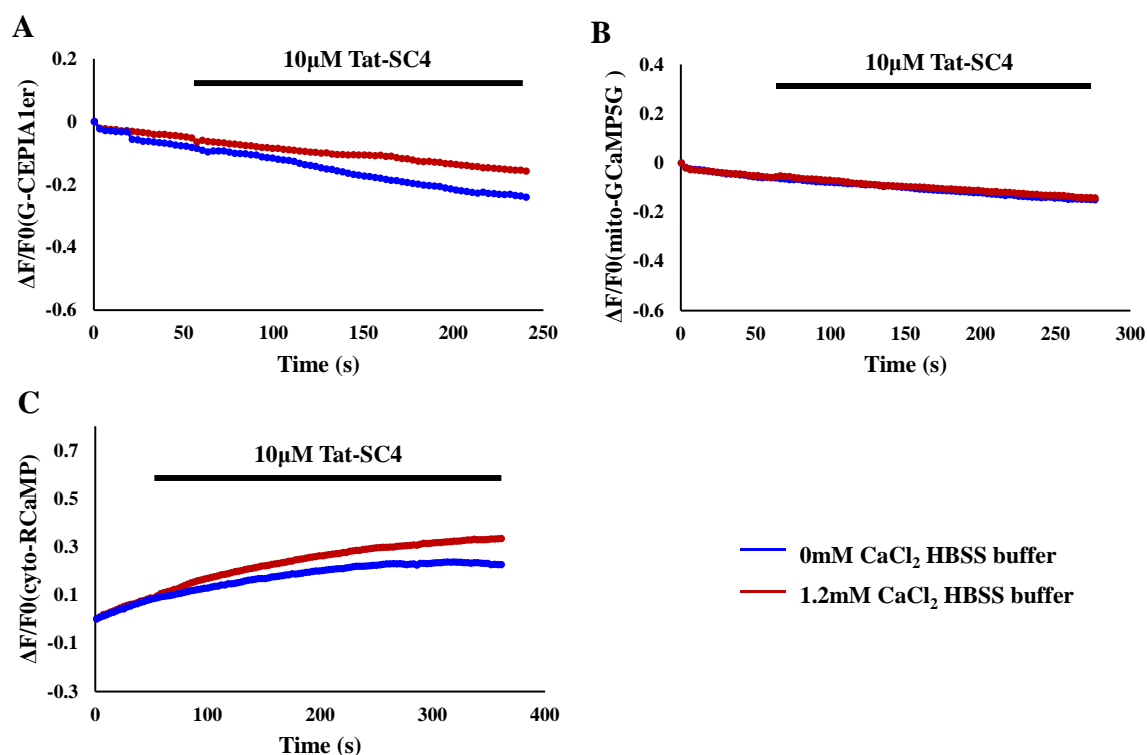 A
10μM Tat-SC4
ΔF/F0(G-CEPIA1er)
0.2
0
-0.2
-0.4
-0.6
0 50 100 150 200 250
Time (s)
B
10μM Tat-SC4
ΔF/F0(mito-GCaMP5G )
0.4
0.2
0
-0.2
-0.4
-0.6
0 50 100 150 200 250 300
Time (s)
C
10μM Tat-SC4
ΔF/F0(cyto-RCaMP)
0.7
0.5
0.3
0.1
-0.1
-0.3
0 100 200 300 400
Time (s)
0mM CaCl₂ HBSS buffer
1.2mM CaCl₂ HBSS buffer